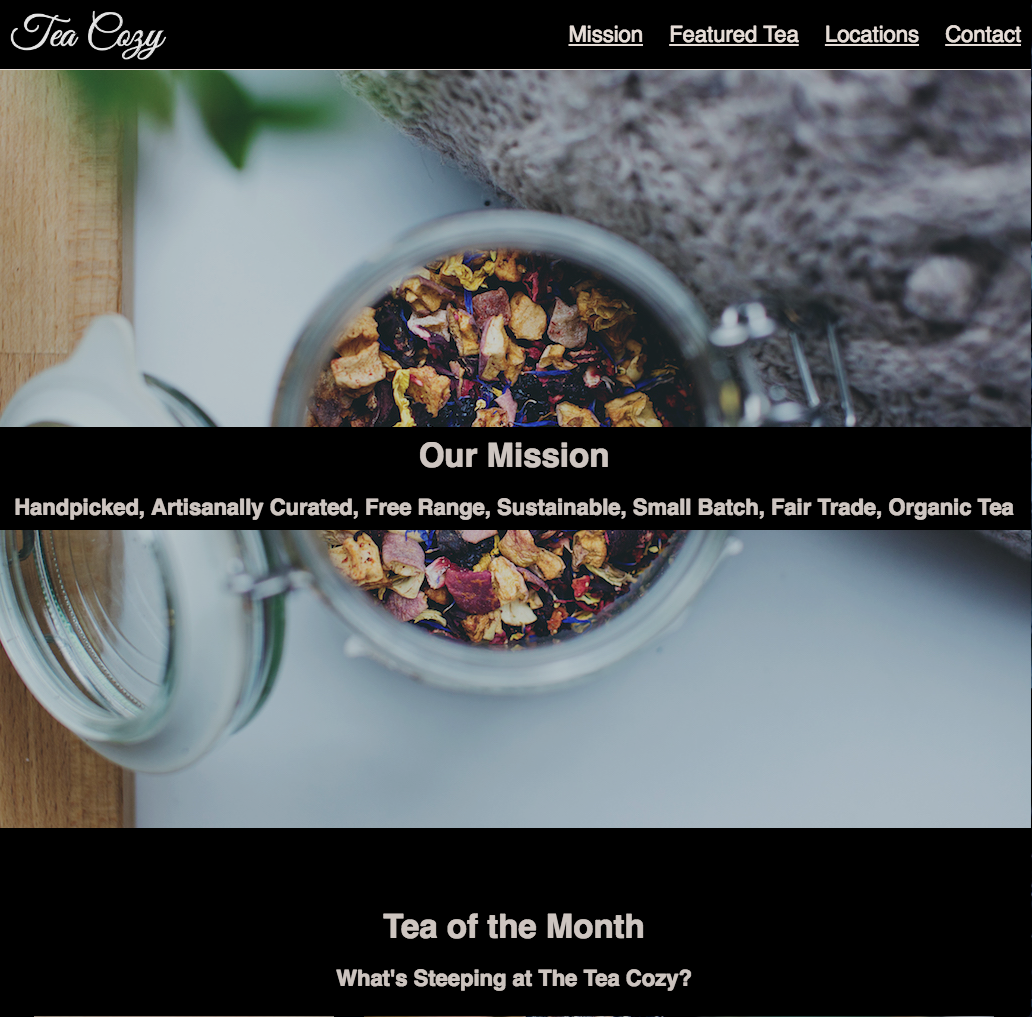 Tea Cozy
Mission Featured Tea Locations Contact
Our Mission
Handpicked, Artisanally Curated, Free Range, Sustainable, Small Batch, Fair Trade, Organic Tea
Tea of the Month
What's Steeping at The Tea Cozy?